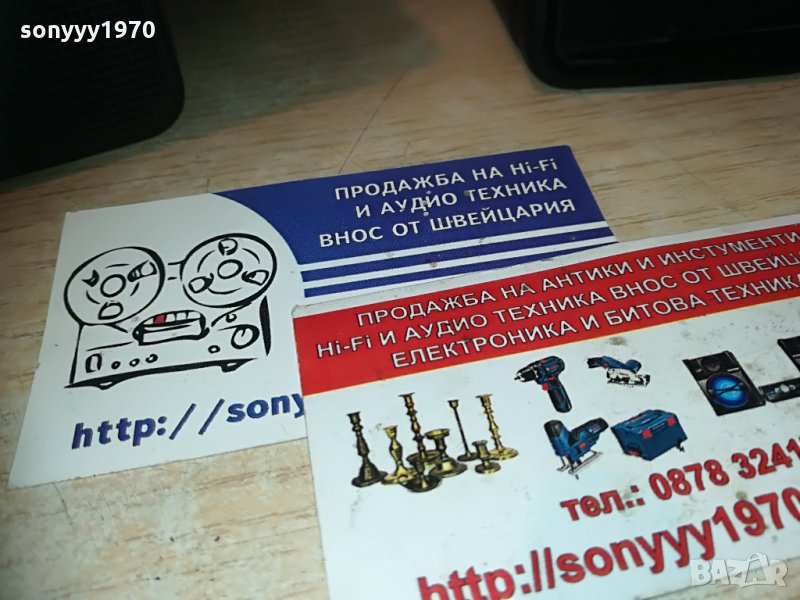 sonyyy1970
ПРОДАЖБА НА Hi-Fi
И АУДИО ТЕХНИКА
ВНОС ОТ ШВЕЙЦАРИЯ
http://sony
ПРОДАЖБА НА АНТИКИ И ИНСТУМЕНТИ
Hi-Fi И АУДИО ТЕХНИКА ВНОС ОТ ШВЕЙЦ
ЕЛЕКТРОНИКА И БИТОВА ТЕХНИКА
тел.: 0878 3241
http://sonyyy1970
BAZAR